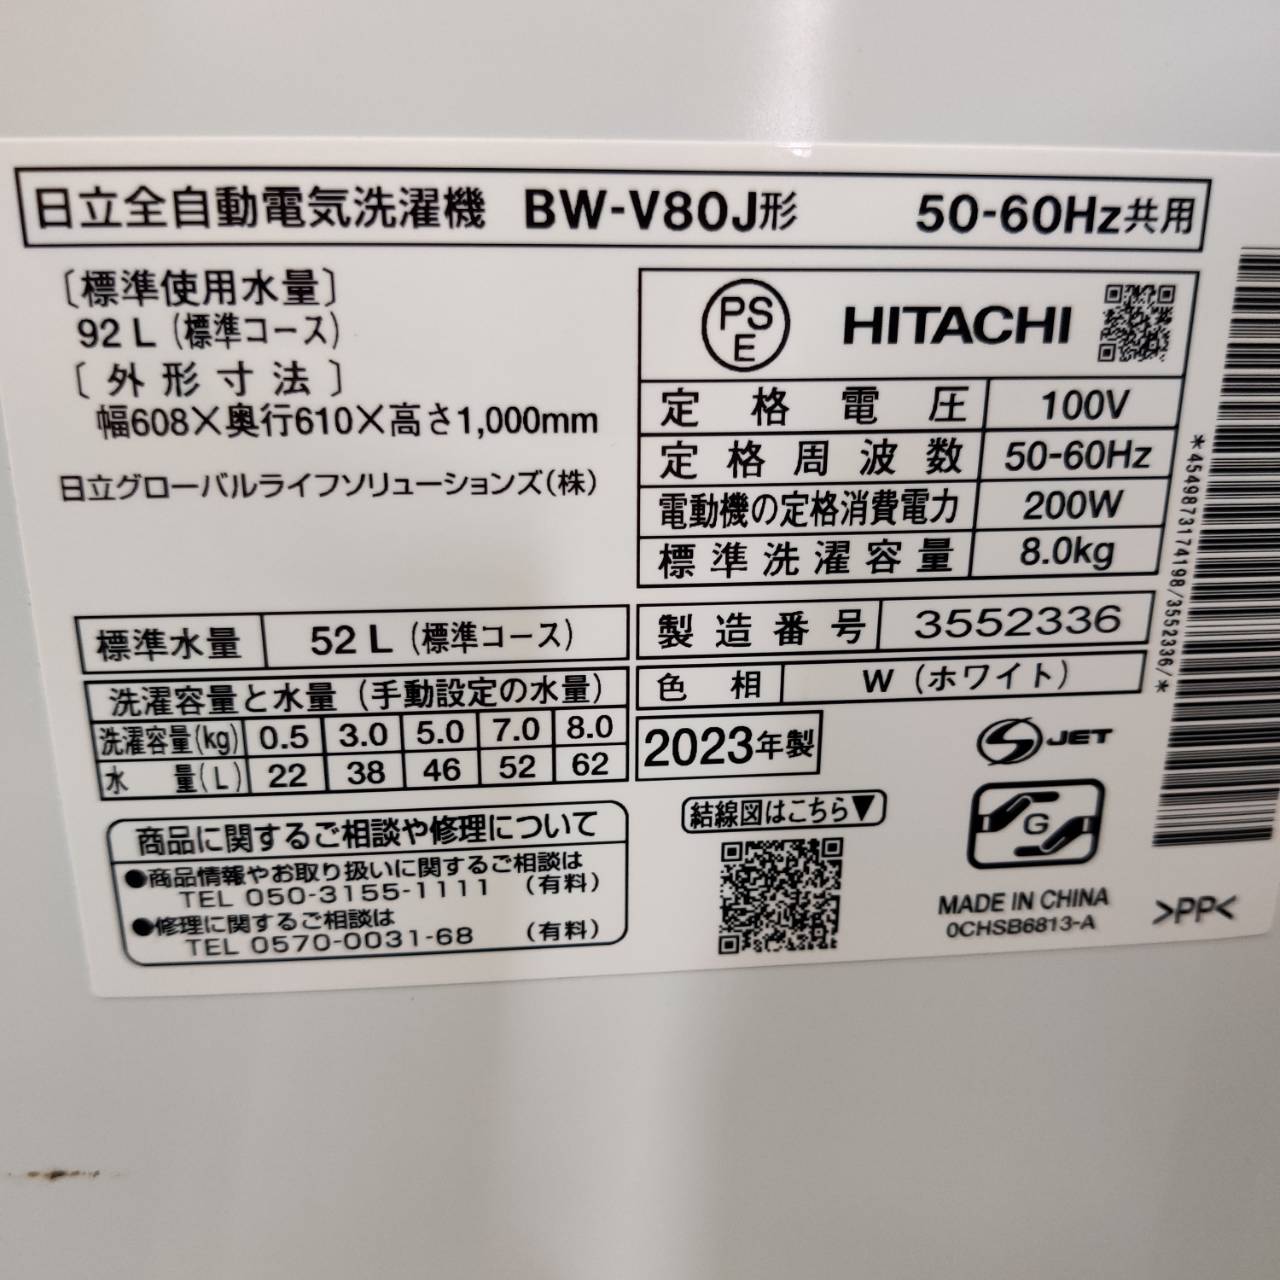 日立全自動電気洗濯機 BW-V80J形 50-60Hz共用
〔標準使用水量〕
92 L (標準コース)
〔外形寸法〕
幅608×奥行610×高さ1,000mm
日立グローバルライフソリューションズ(株)
PS
E
HITACHI
定格電圧 100V
定格周波数 50-60Hz
電動機の定格消費電力 200W
標準洗濯容量 8.0kg
標準水量 52 L (標準コース)
洗濯容量と水量 (手動設定の水量)
洗濯容量(kg) 0.5 3.0 5.0 7.0 8.0
水量(L) 22 38 46 52 62
製造番号 3552336
色相 W (ホワイト)
2023年製
JET
商品に関するご相談や修理について
●商品情報やお取り扱いに関するご相談は
TEL 050-3155-1111 (有料)
●修理に関するご相談は
TEL 0570-0031-68 (有料)
結線図はこちら▼
G
MADE IN CHINA
0CHSB6813-A
>PP<
*4549873174198/3552336/*